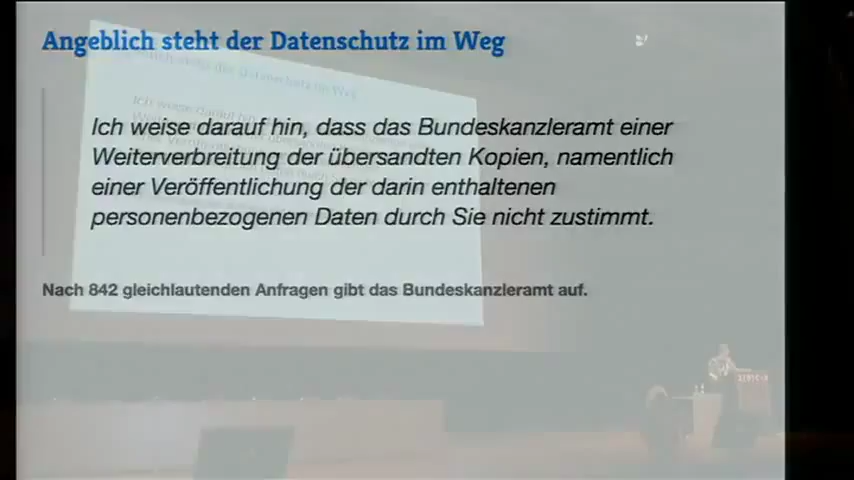 Angeblich steht der Datenschutz im Weg
Ich weise darauf hin, dass das Bundeskanzleramt einer
Weiterverbreitung der übersandten Kopien, namentlich
einer Veröffentlichung der darin enthaltenen
personenbezogenen Daten durch Sie nicht zustimmt.
Nach 842 gleichlautenden Anfragen gibt das Bundeskanzleramt auf.